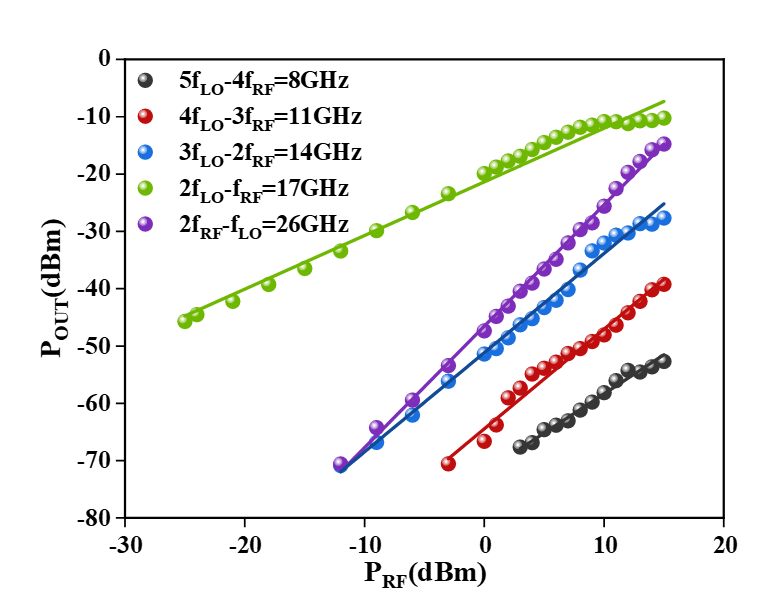 0
-10
-20
-30
-40
-50
-60
-70
-80
P_OUT(dBm)
5f_LO-4f_RF=8GHz
4f_LO-3f_RF=11GHz
3f_LO-2f_RF=14GHz
2f_LO-f_RF=17GHz
2f_RF-f_LO=26GHz
-30 -20 -10 0 10 20
P_RF(dBm)